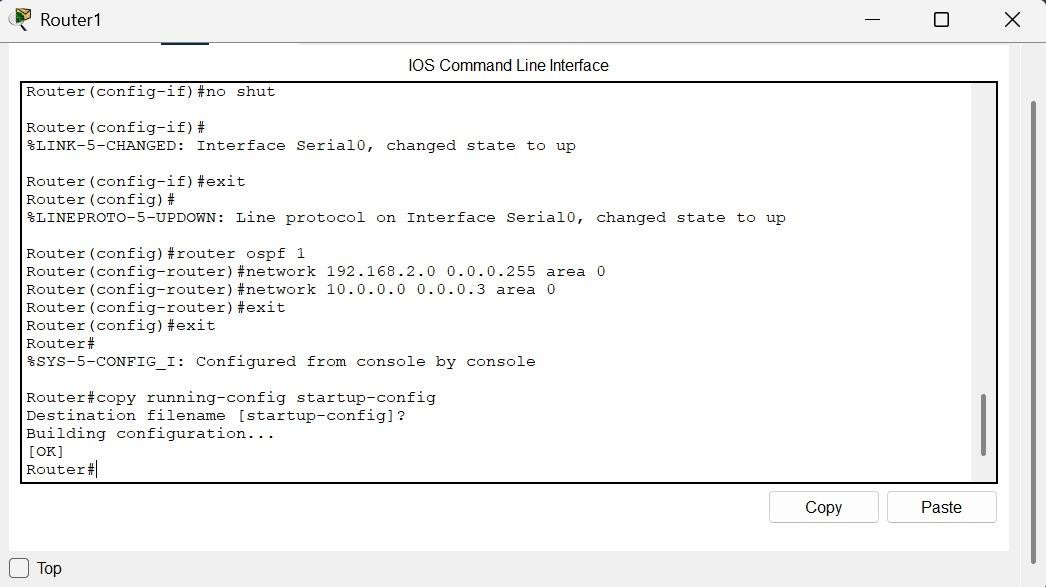 Router1
IOS Command Line Interface
Router(config-if)#no shut
Router(config-if)#
%LINK-5-CHANGED: Interface Serial0, changed state to up
Router(config-if)#exit
Router(config)#
%LINEPROTO-5-UPDOWN: Line protocol on Interface Serial0, changed state to up
Router(config)#router ospf 1
Router(config-router)#network 192.168.2.0 0.0.0.255 area 0
Router(config-router)#network 10.0.0.0 0.0.0.3 area 0
Router(config-router)#exit
Router(config)#exit
Router#
%SYS-5-CONFIG_I: Configured from console by console
Router#copy running-config startup-config
Destination filename [startup-config]?
Building configuration...
[OK]
Router#
Copy Paste
Top